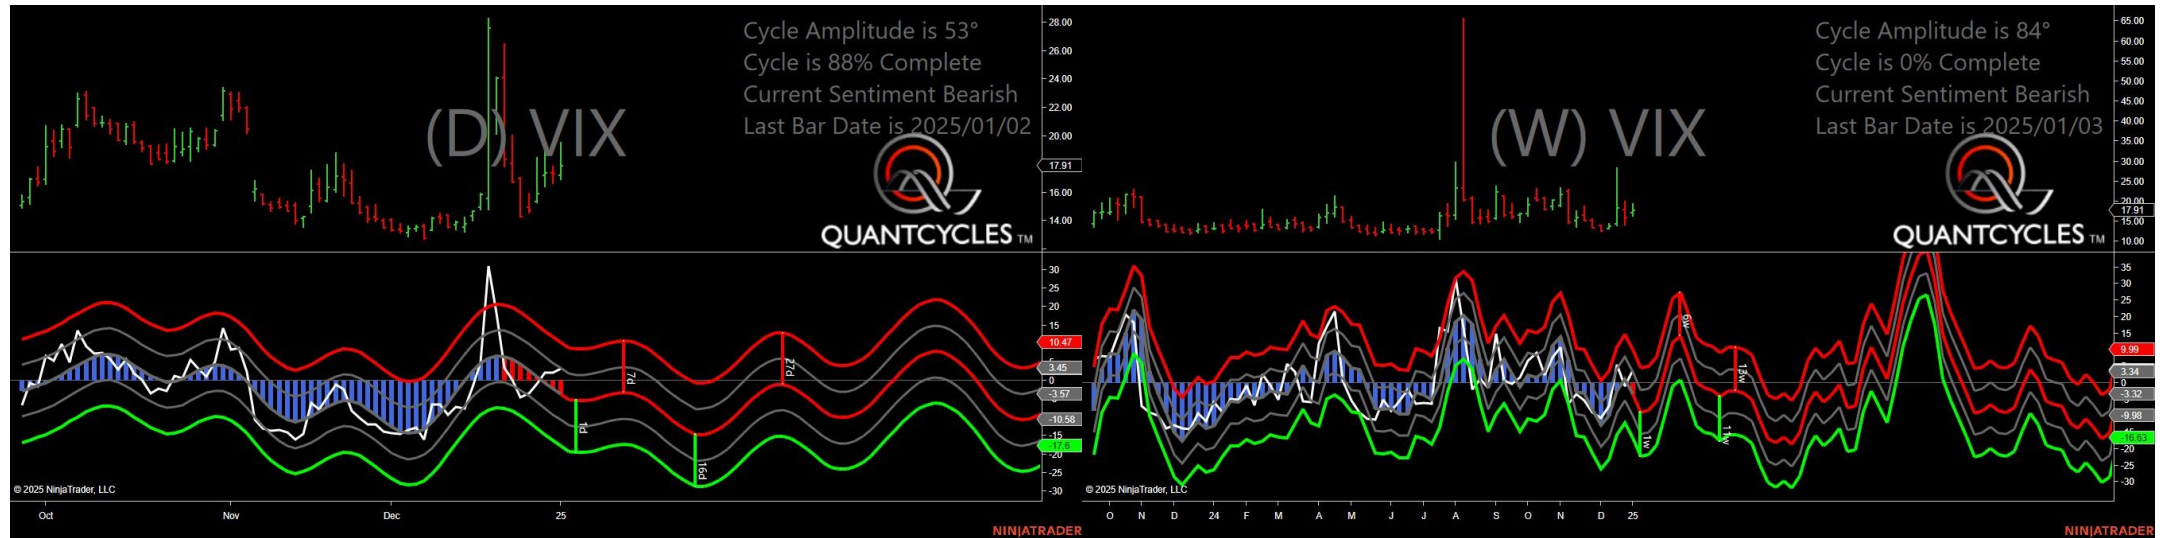 Cycle Amplitude is 53°
Cycle is 88% Complete
Current Sentiment Bearish
Last Bar Date is 2025/01/02
(D) VIX
QUANTCYCLES TM
28.00
26.00
24.00
22.00
20.00
17.91
16.00
14.00
30
25
20
15
10.47
5
3.45
0
-3.57
-10.58
-15
-17.6
-20
-25
-30
7d
27d
1d
16d
© 2025 NinjaTrader, LLC
Oct
Nov
Dec
25
NINJATRADER
Cycle Amplitude is 84°
Cycle is 0% Complete
Current Sentiment Bearish
Last Bar Date is 2025/01/03
(W) VIX
QUANTCYCLES TM
65.00
60.00
55.00
50.00
45.00
40.00
35.00
30.00
25.00
20.00
17.91
15.00
10.00
35
30
25
20
15
9.99
3.34
0
-3.32
-9.98
-16.63
-20
-25
-30
6w
13w
1w
11w
© 2025 NinjaTrader, LLC
O
N
D
24
F
M
A
M
J
J
A
S
O
N
D
25
NINJATRADER